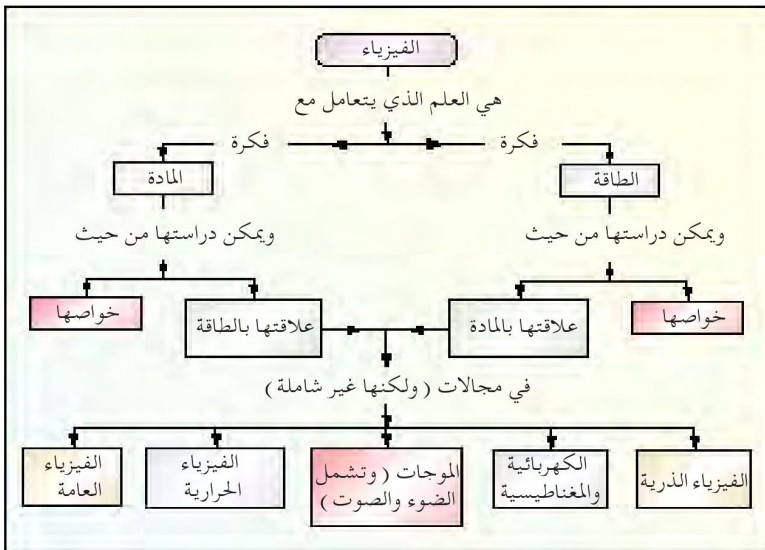 الفيزياء
هي العلم الذي يتعامل مع
فكرة
فكرة
الطاقة
المادة
ويمكن دراستها من حيث
ويمكن دراستها من حيث
خواصها
علاقتها بالمادة
علاقتها بالطاقة
خواصها
في مجالات ( ولكنها غير شاملة )
الفيزياء الذرية
الكهربائية
والمغناطيسية
الموجات ( وتشمل
الضوء والصوت )
الفيزياء
الحرارية
الفيزياء
العامة